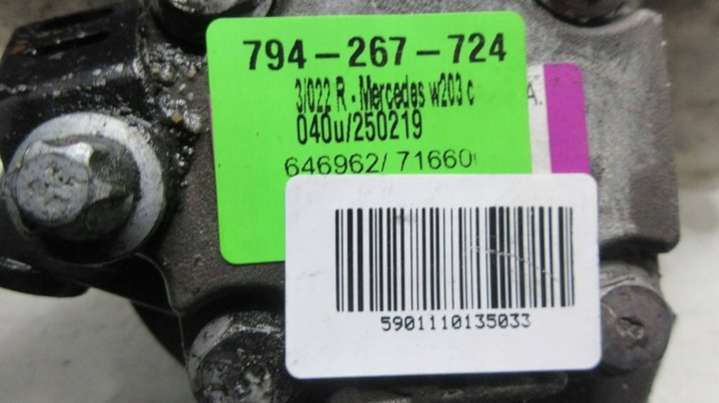 794-267-724
3/022 R - Mercedes w203 c
040u/250219
646962/ 71660
A.
5901110135033